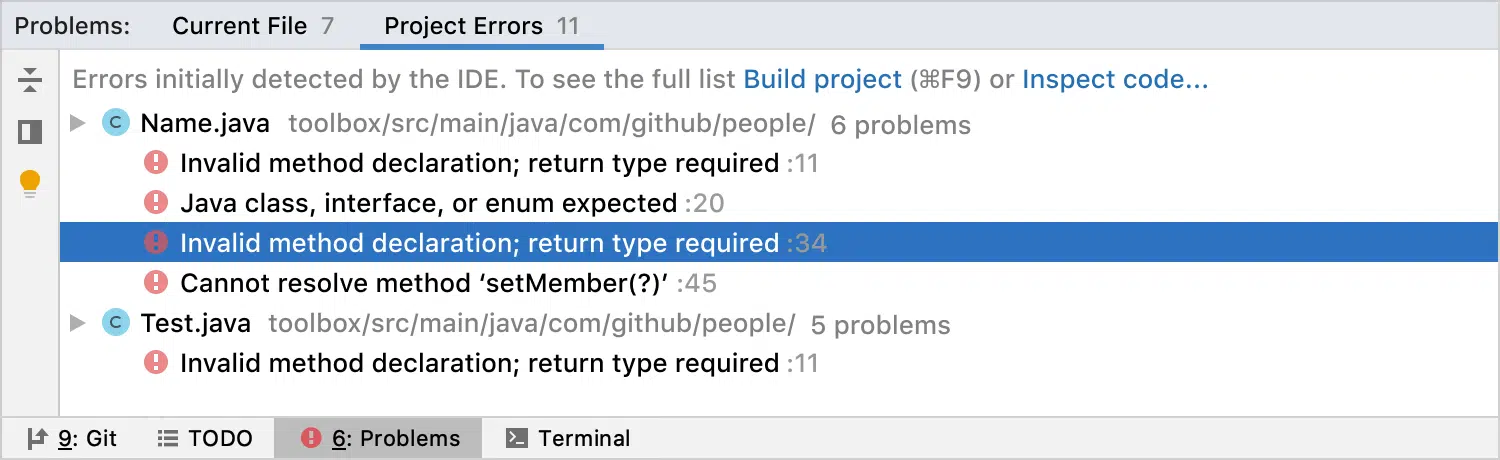 Problems: Current File 7 Project Errors 11
Errors initially detected by the IDE. To see the full list Build project (⌘F9) or Inspect code...
C Name.java toolbox/src/main/java/com/github/people/ 6 problems
Invalid method declaration; return type required :11
Java class, interface, or enum expected :20
Invalid method declaration; return type required :34
Cannot resolve method ‘setMember(?)’ :45
C Test.java toolbox/src/main/java/com/github/people/ 5 problems
Invalid method declaration; return type required :11
9: Git TODO 6: Problems Terminal